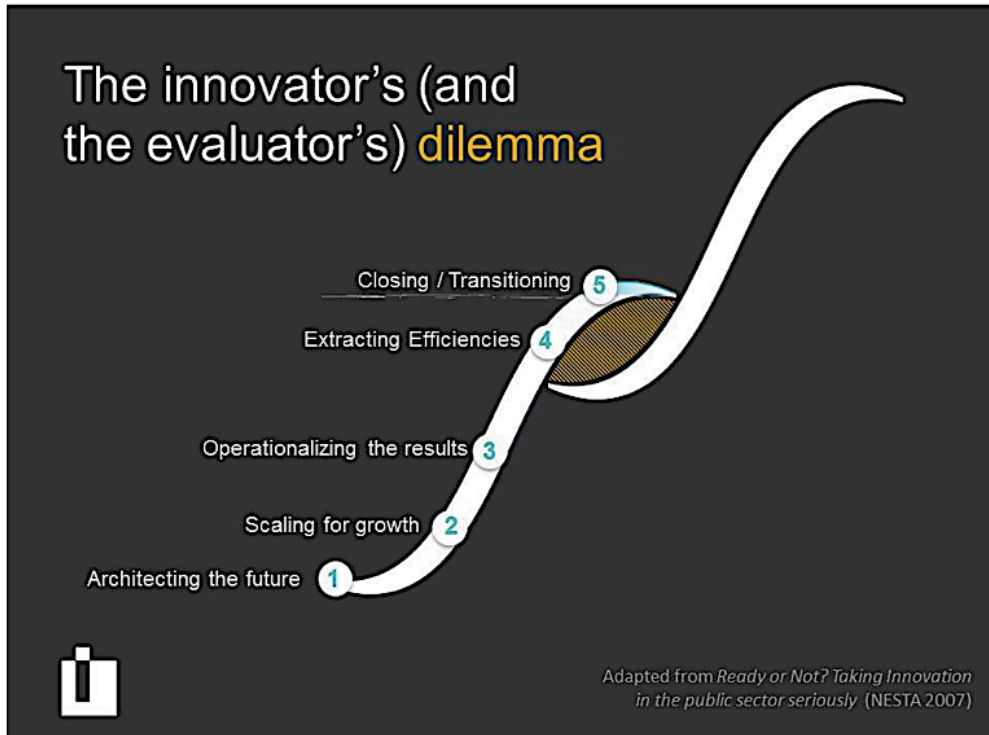 The innovator's (and
the evaluator's) dilemma
Closing / Transitioning 5
Extracting Efficiencies 4
Operationalizing the results 3
Scaling for growth 2
Architecting the future 1
Adapted from Ready or Not? Taking Innovation
in the public sector seriously (NESTA 2007)